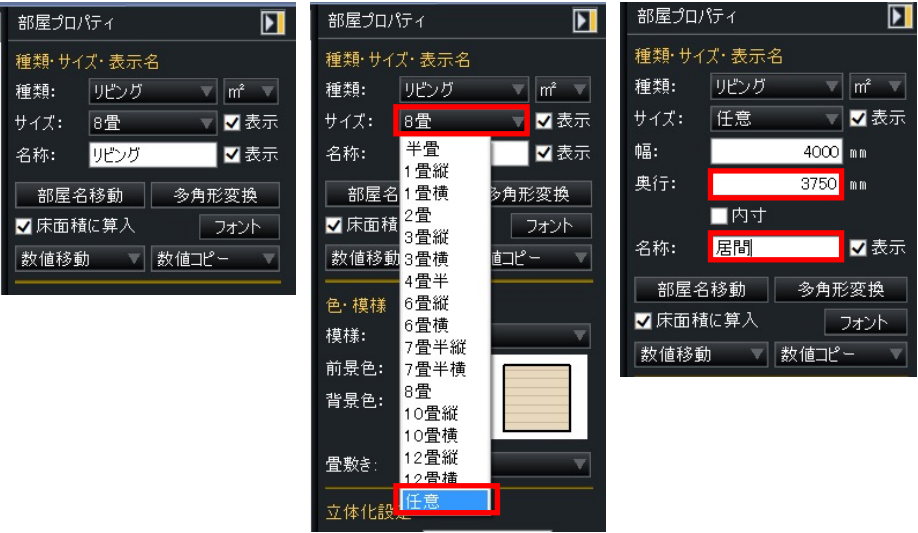 部屋プロパティ
種類・サイズ・表示名
種類: リビング ㎡
サイズ: 8畳 表示
名称: リビング 表示
部屋名移動 多角形変換
床面積に算入 フォント
数値移動 数値コピー
部屋プロパティ
種類・サイズ・表示名
種類: リビング ㎡
サイズ: 8畳 表示
名称: 表示
半畳
1畳縦
1畳横
2畳
3畳縦
3畳横
4畳半
6畳縦
6畳横
7畳半縦
7畳半横
8畳
10畳縦
10畳横
12畳縦
12畳横
任意
部屋名 多角形変換
床面積 フォント
数値移動 値コピー
色・模様
模様:
前景色:
背景色:
畳敷き:
立体化設定
部屋プロパティ
種類・サイズ・表示名
種類: リビング ㎡
サイズ: 任意 表示
幅: 4000 mm
奥行: 3750 mm
内寸
名称: 居間 表示
部屋名移動 多角形変換
床面積に算入 フォント
数値移動 数値コピー